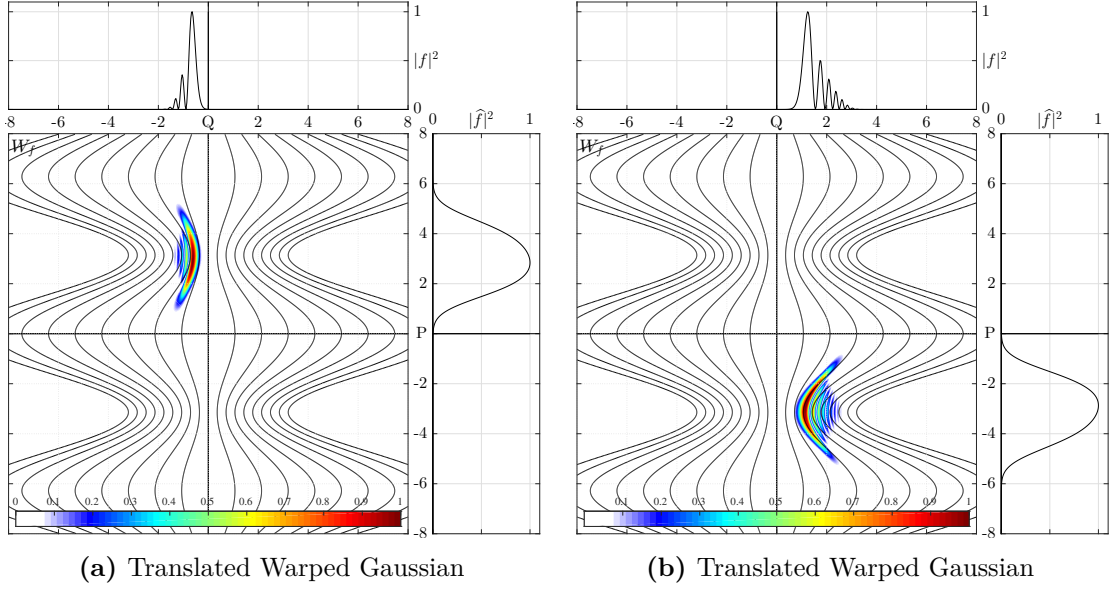 1
|f|²
0
-8 -6 -4 -2 Q 2 4 6 8
0 |f̂|² 1
W_f
8
6
4
2
P
-2
-4
-6
-8
0 0.1 0.2 0.3 0.4 0.5 0.6 0.7 0.8 0.9 1
(a) Translated Warped Gaussian
1
|f|²
0
-8 -6 -4 -2 Q 2 4 6 8
0 |f̂|² 1
W_f
8
6
4
2
P
-2
-4
-6
-8
0.1 0.2 0.3 0.4 0.5 0.6 0.7 0.8 0.9 1
(b) Translated Warped Gaussian